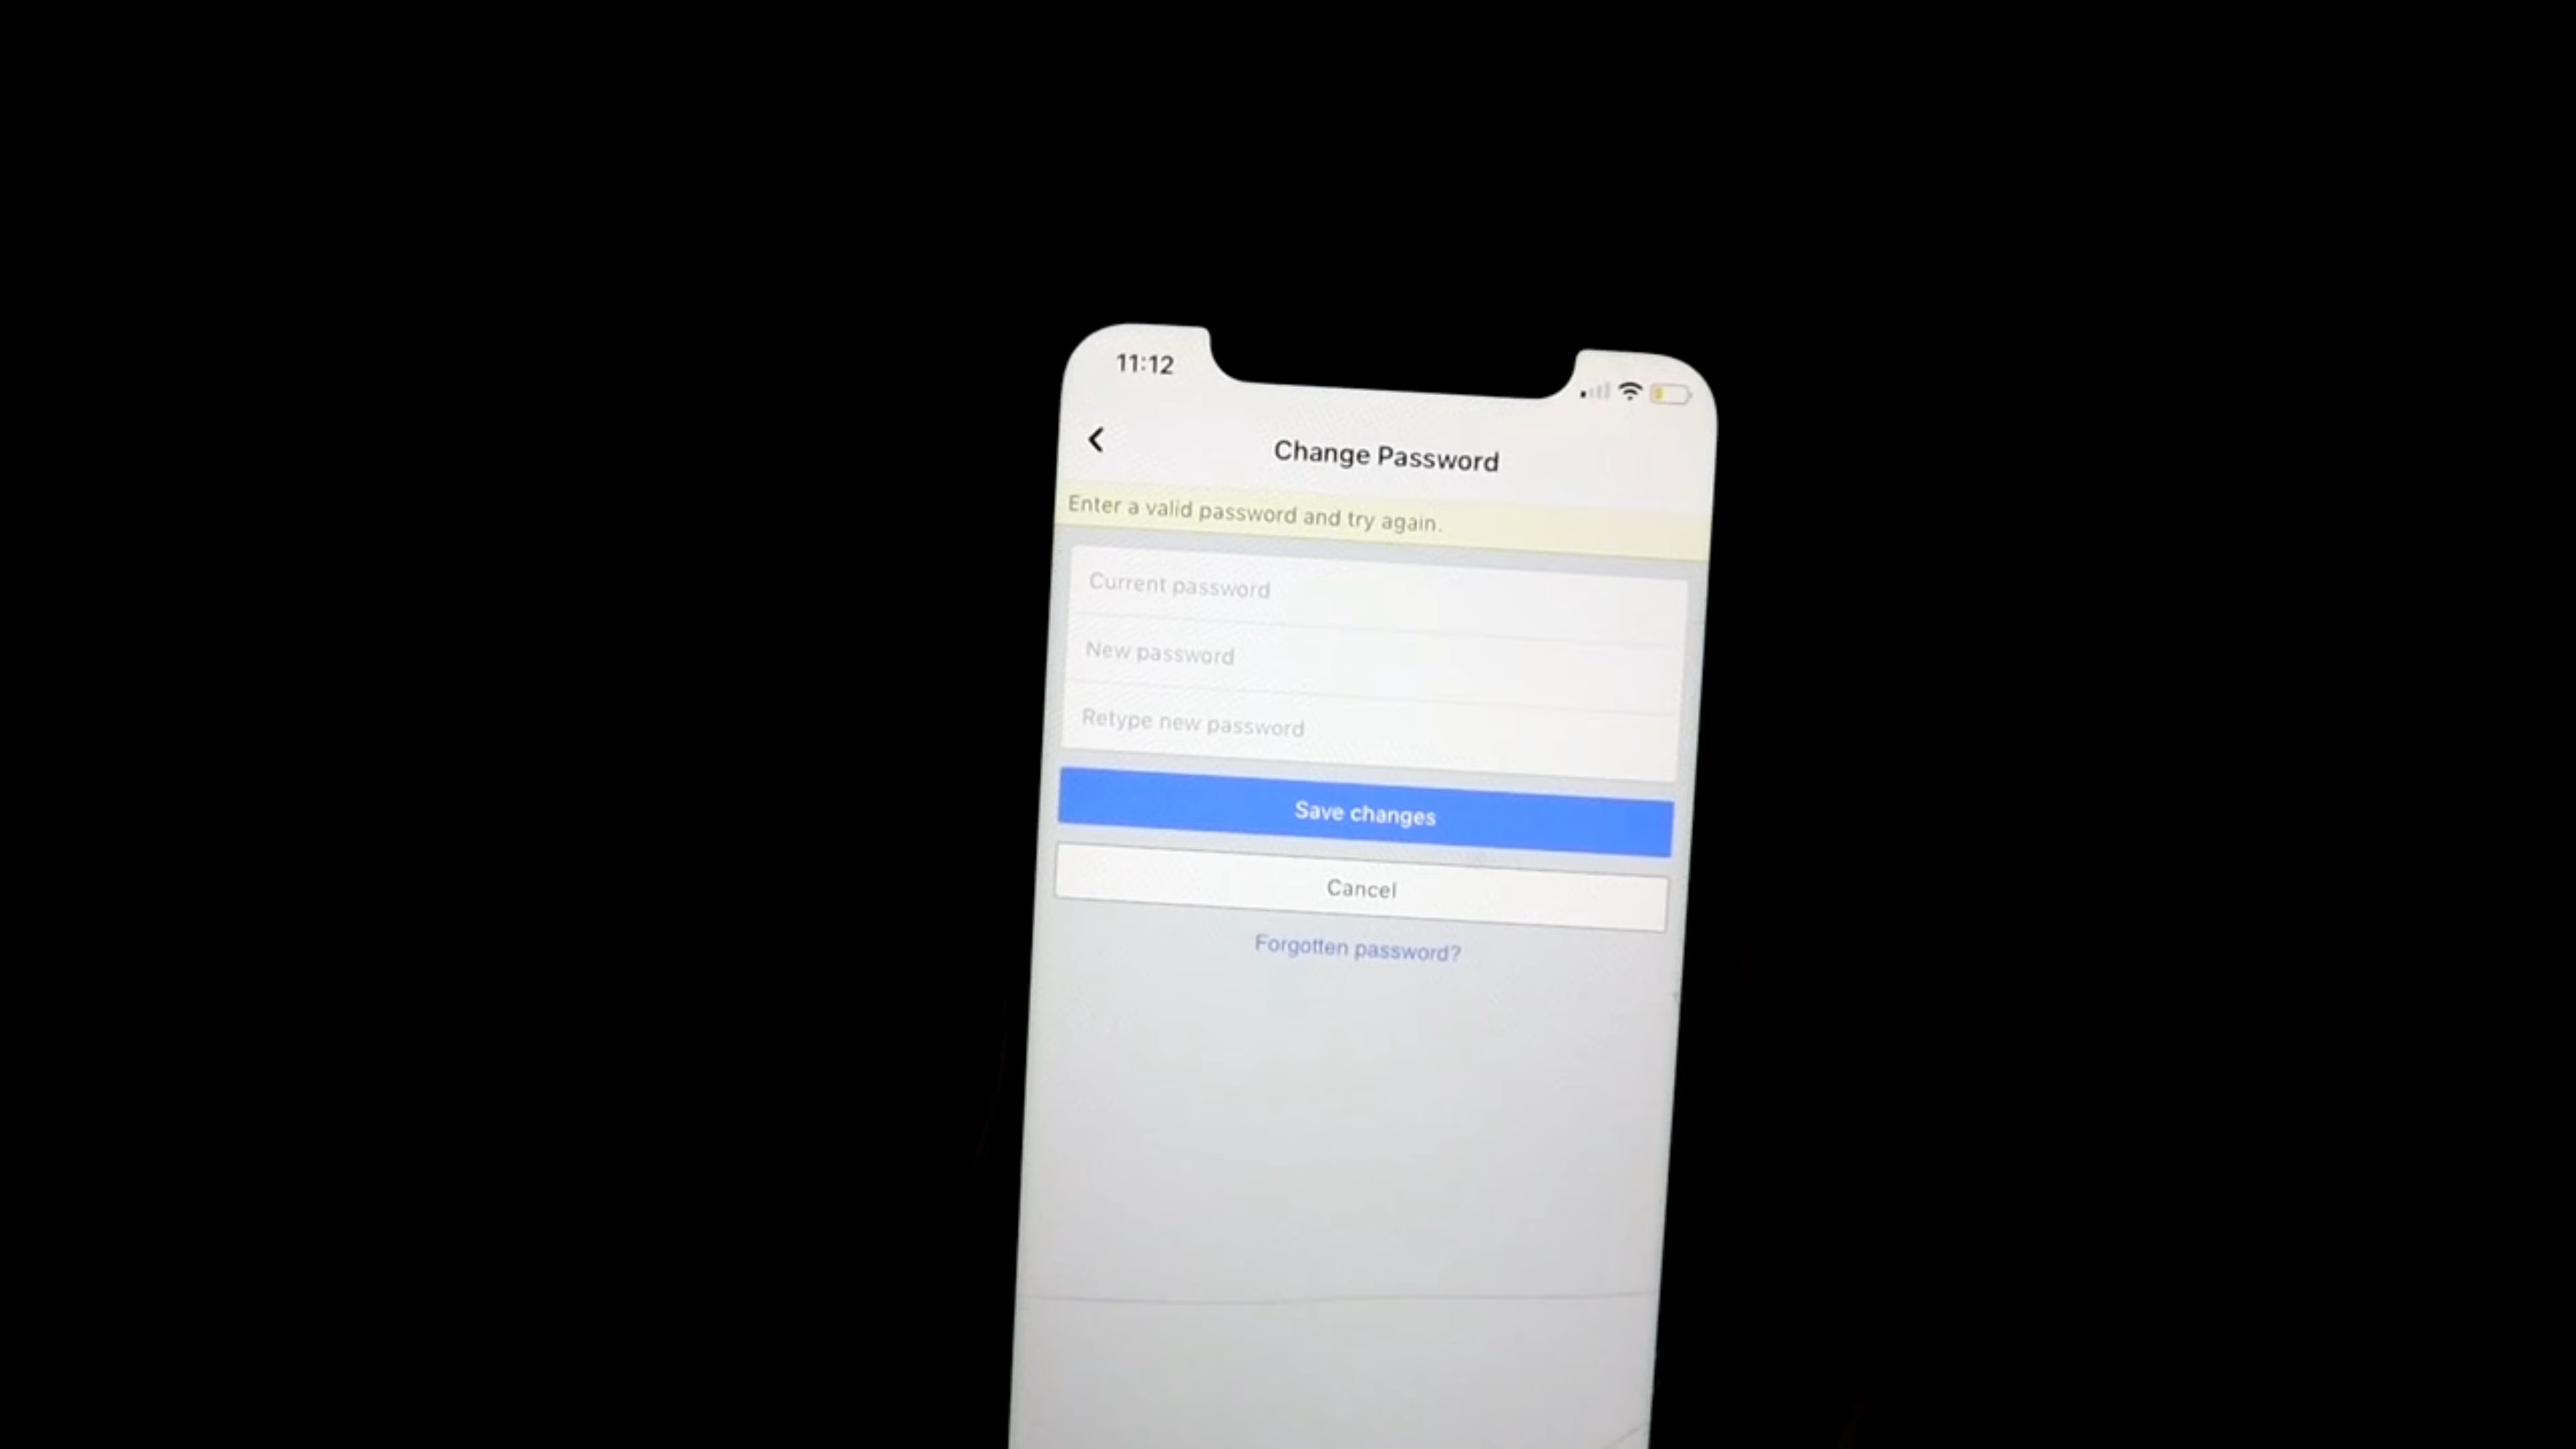 11:12
Change Password
Enter a valid password and try again.
Current password
New password
Retype new password
Save changes
Cancel
Forgotten password?